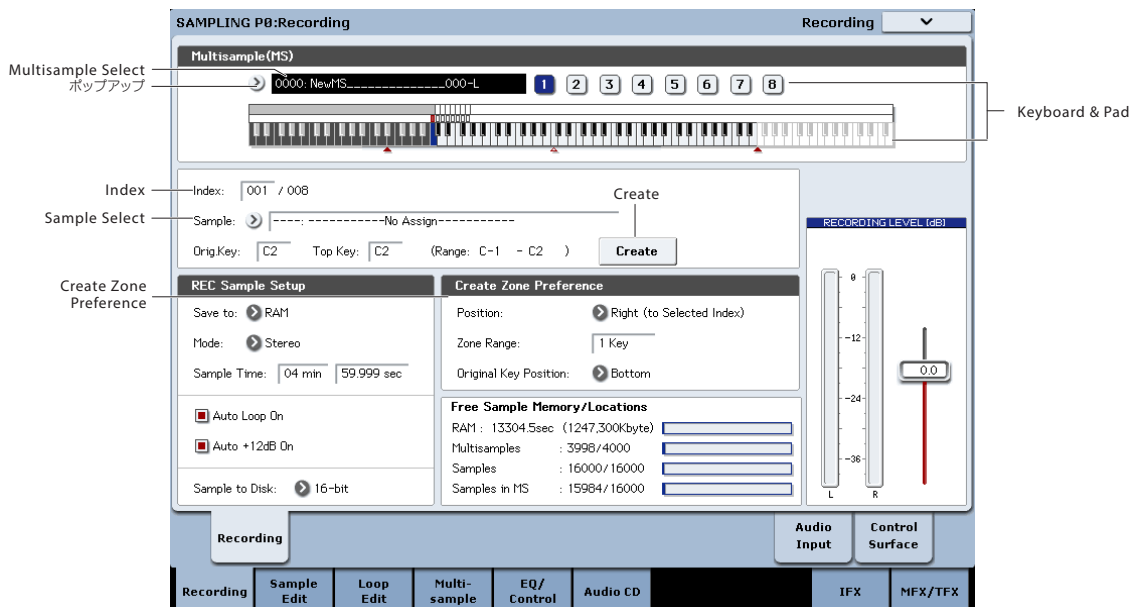 SAMPLING P0:Recording
Recording
Multisample(MS)
Multisample Select
ポップアップ
0000: NewMS______________000-L
1 2 3 4 5 6 7 8
Keyboard & Pad
Index
Index: 001 / 008
Create
Sample Select
Sample: ----: ----------No Assign----------
Orig.Key: C2 Top Key: C2 (Range: C-1 - C2 )
Create
RECORDING LEVEL [dB]
Create Zone
Preference
REC Sample Setup
Save to: RAM
Mode: Stereo
Sample Time: 04 min 59.999 sec
Auto Loop On
Auto +12dB On
Sample to Disk: 16-bit
Create Zone Preference
Position: Right (to Selected Index)
Zone Range: 1 Key
Original Key Position: Bottom
Free Sample Memory/Locations
RAM : 13304.5sec (1247,300Kbyte)
Multisamples : 3998/4000
Samples : 16000/16000
Samples in MS : 15984/16000
- 0 -
-12-
-24-
-36-
0.0
L R
Recording
Audio
Input
Control
Surface
Recording
Sample
Edit
Loop
Edit
Multi-
sample
EQ/
Control
Audio CD
IFX
MFX/TFX